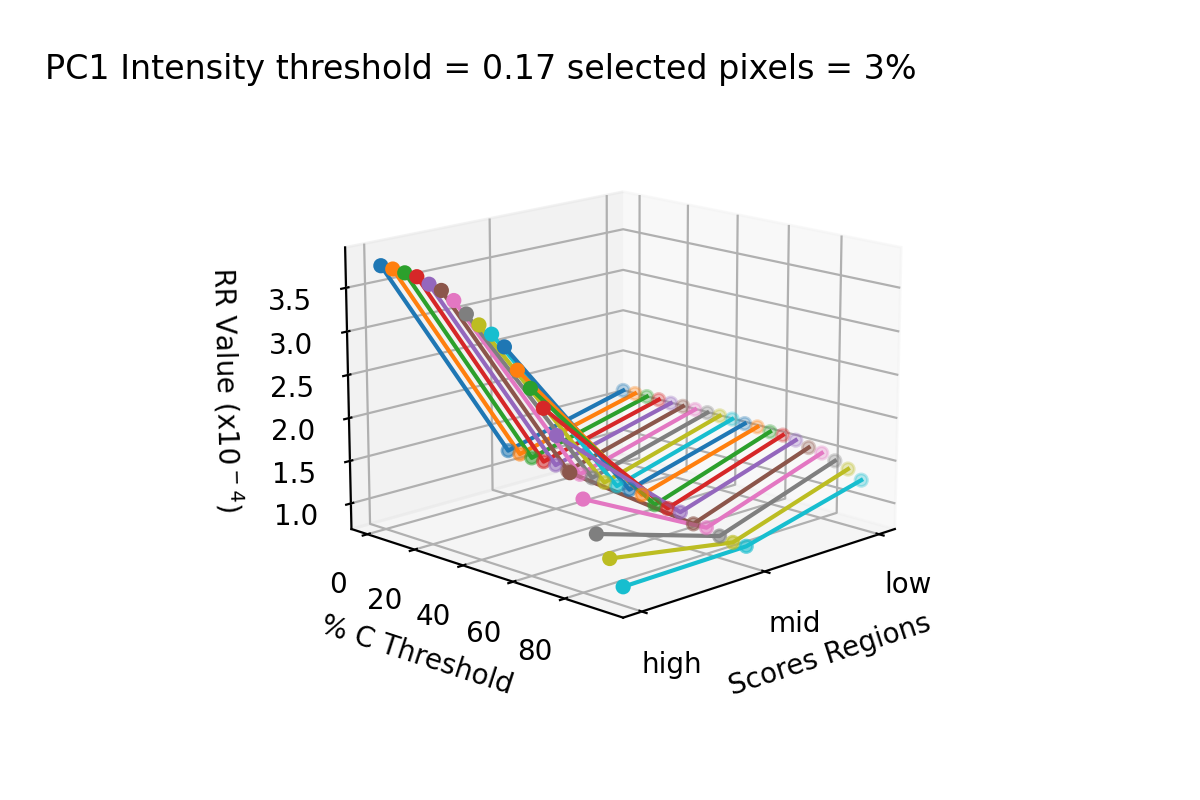 PC1 Intensity threshold = 0.17 selected pixels = 3%
RR Value (x10⁻⁴)
3.5
3.0
2.5
2.0
1.5
1.0
0
20
40
60
80
% C Threshold
high
mid
low
Scores Regions